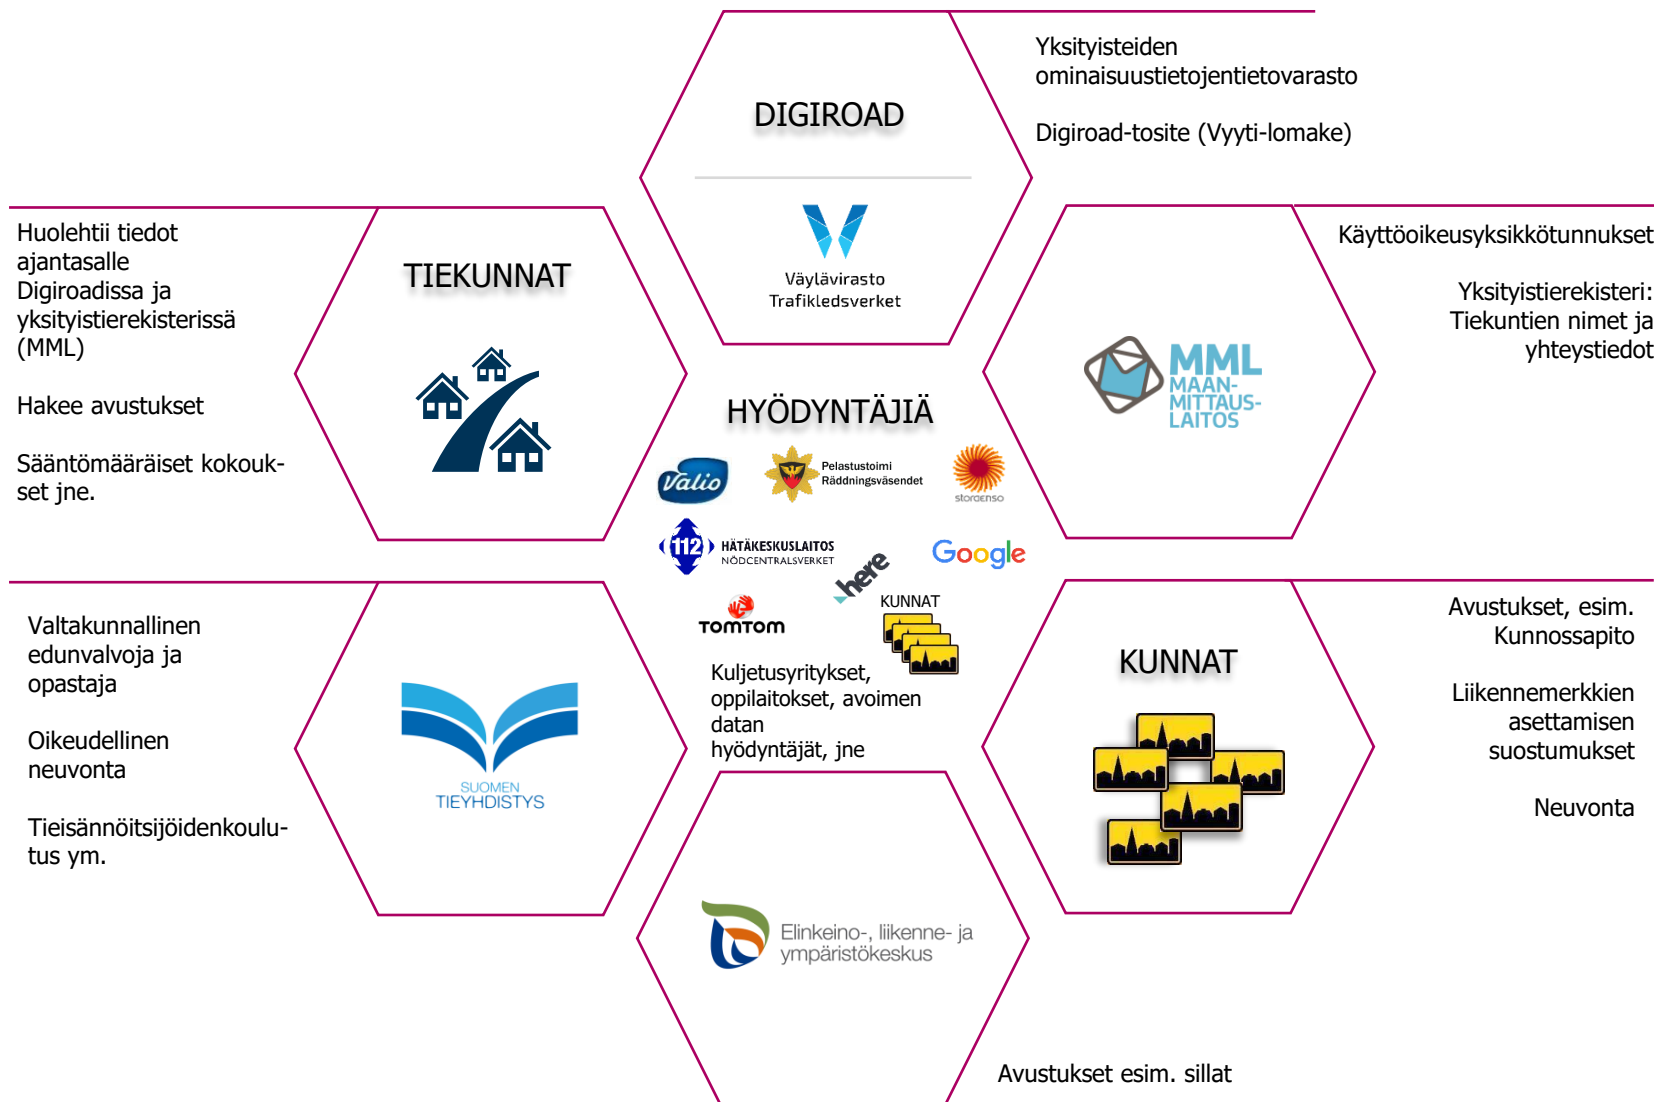 DIGIROAD
Väylävirasto
Trafikledsverket
Yksityisteiden
ominaisuustietojentietovarasto
Digiroad-tosite (Vyyti-lomake)
Huolehtii tiedot
ajantasalle
Digiroadissa ja
yksityistierekisterissä
(MML)
Hakee avustukset
Sääntömääräiset kokouk-
set jne.
TIEKUNNAT
MML
MAAN-
MITTAUS-
LAITOS
Käyttöoikeusyksikkötunnukset
Yksityistierekisteri:
Tiekuntien nimet ja
yhteystiedot
HYÖDYNTÄJIÄ
Valio
Pelastustoimi
Räddningsväsendet
storaenso
112
HÄTÄKESKUSLAITOS
NÖDCENTRALSVERKET
here
Google
TOMTOM
KUNNAT
Kuljetusyritykset,
oppilaitokset, avoimen
datan
hyödyntäjät, jne
Valtakunnallinen
edunvalvoja ja
opastaja
Oikeudellinen
neuvonta
Tieisännöitsijöidenkoulu-
tus ym.
SUOMEN
TIEYHDISTYS
KUNNAT
Avustukset, esim.
Kunnossapito
Liikennemerkkien
asettamisen
suostumukset
Neuvonta
Elinkeino-, liikenne- ja
ympäristökeskus
Avustukset esim. sillat